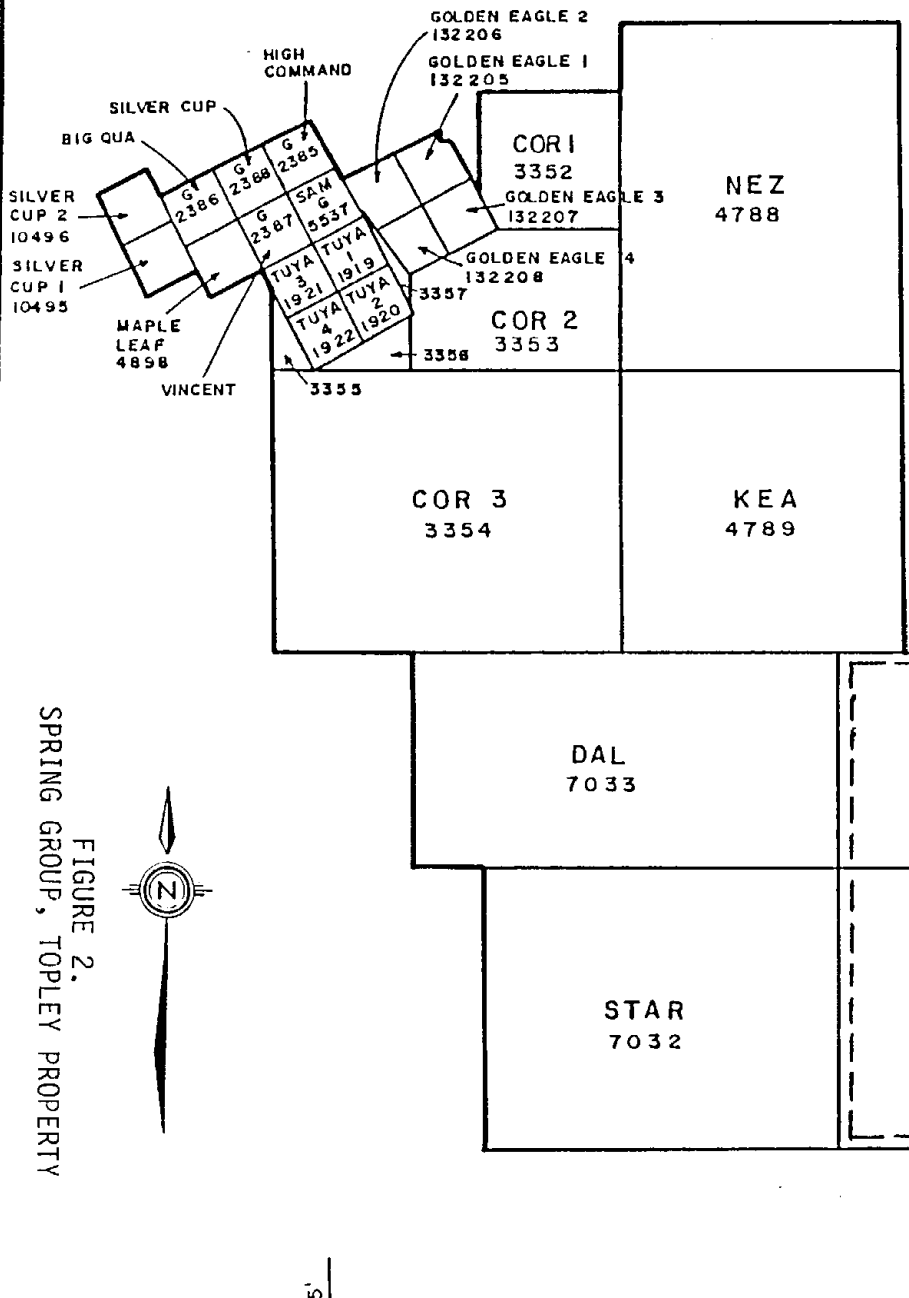 GOLDEN EAGLE 2
132206
GOLDEN EAGLE 1
132205
HIGH
COMMAND
SILVER CUP
BIG QUA
SILVER
CUP 2
10496
SILVER
CUP 1
10495
MAPLE
LEAF
4898
VINCENT
G
2386
G
2388
G
2385
G
2387
SAM
G
5537
TUYA
3
1921
TUYA
1
1919
TUYA
4
1922
TUYA
2
1920
GOLDEN EAGLE 3
132207
GOLDEN EAGLE 4
132208
3357
3356
3355
COR 1
3352
COR 2
3353
NEZ
4788
COR 3
3354
KEA
4789
DAL
7033
STAR
7032
N
FIGURE 2.
SPRING GROUP, TOPLEY PROPERTY